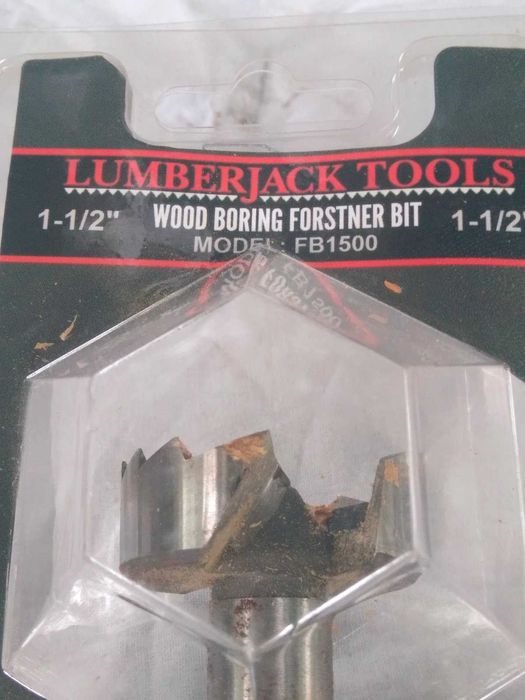 LUMBERJACK TOOLS
1-1/2" WOOD BORING FORSTNER BIT 1-1/2"
MODEL: FB1500